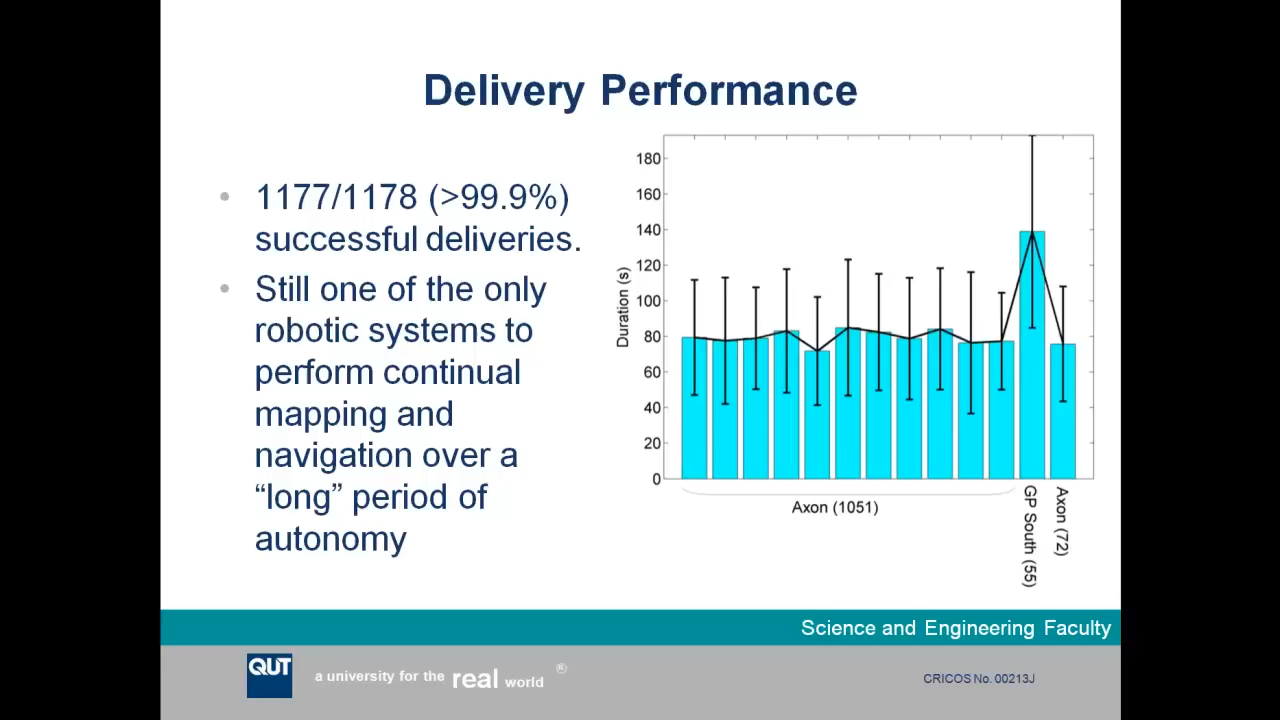 Delivery Performance
• 1177/1178 (>99.9%)
successful deliveries.
• Still one of the only
robotic systems to
perform continual
mapping and
navigation over a
“long” period of
autonomy
Duration (s)
180
160
140
120
100
80
60
40
20
0
Axon (1051)
GP South (55)
Axon (72)
Science and Engineering Faculty
QUT
a university for the real world ®
CRICOS No. 00213J